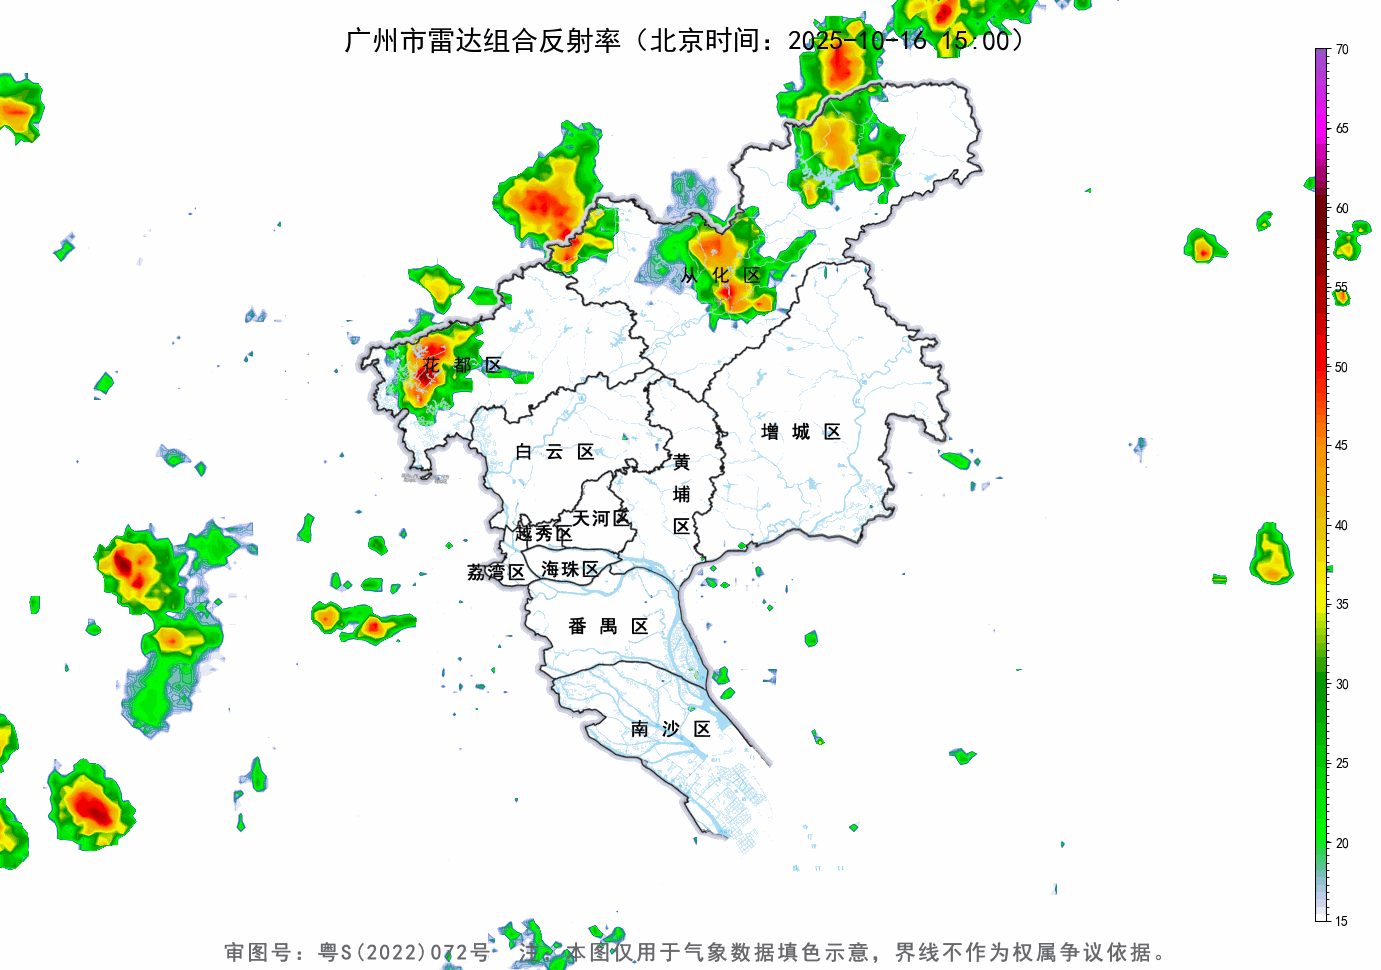 广州市雷达组合反射率（北京时间：2025-10-16 15:00）
70
65
60
55
50
45
40
35
30
25
20
15
从 化 区
花 都 区
增 城 区
白 云 区
黄
埔
区
天河区
越秀区
荔湾区
海珠区
番 禺 区
南 沙 区
审图号：粤S(2022)072号 注：本图仅用于气象数据填色示意，界线不作为权属争议依据。